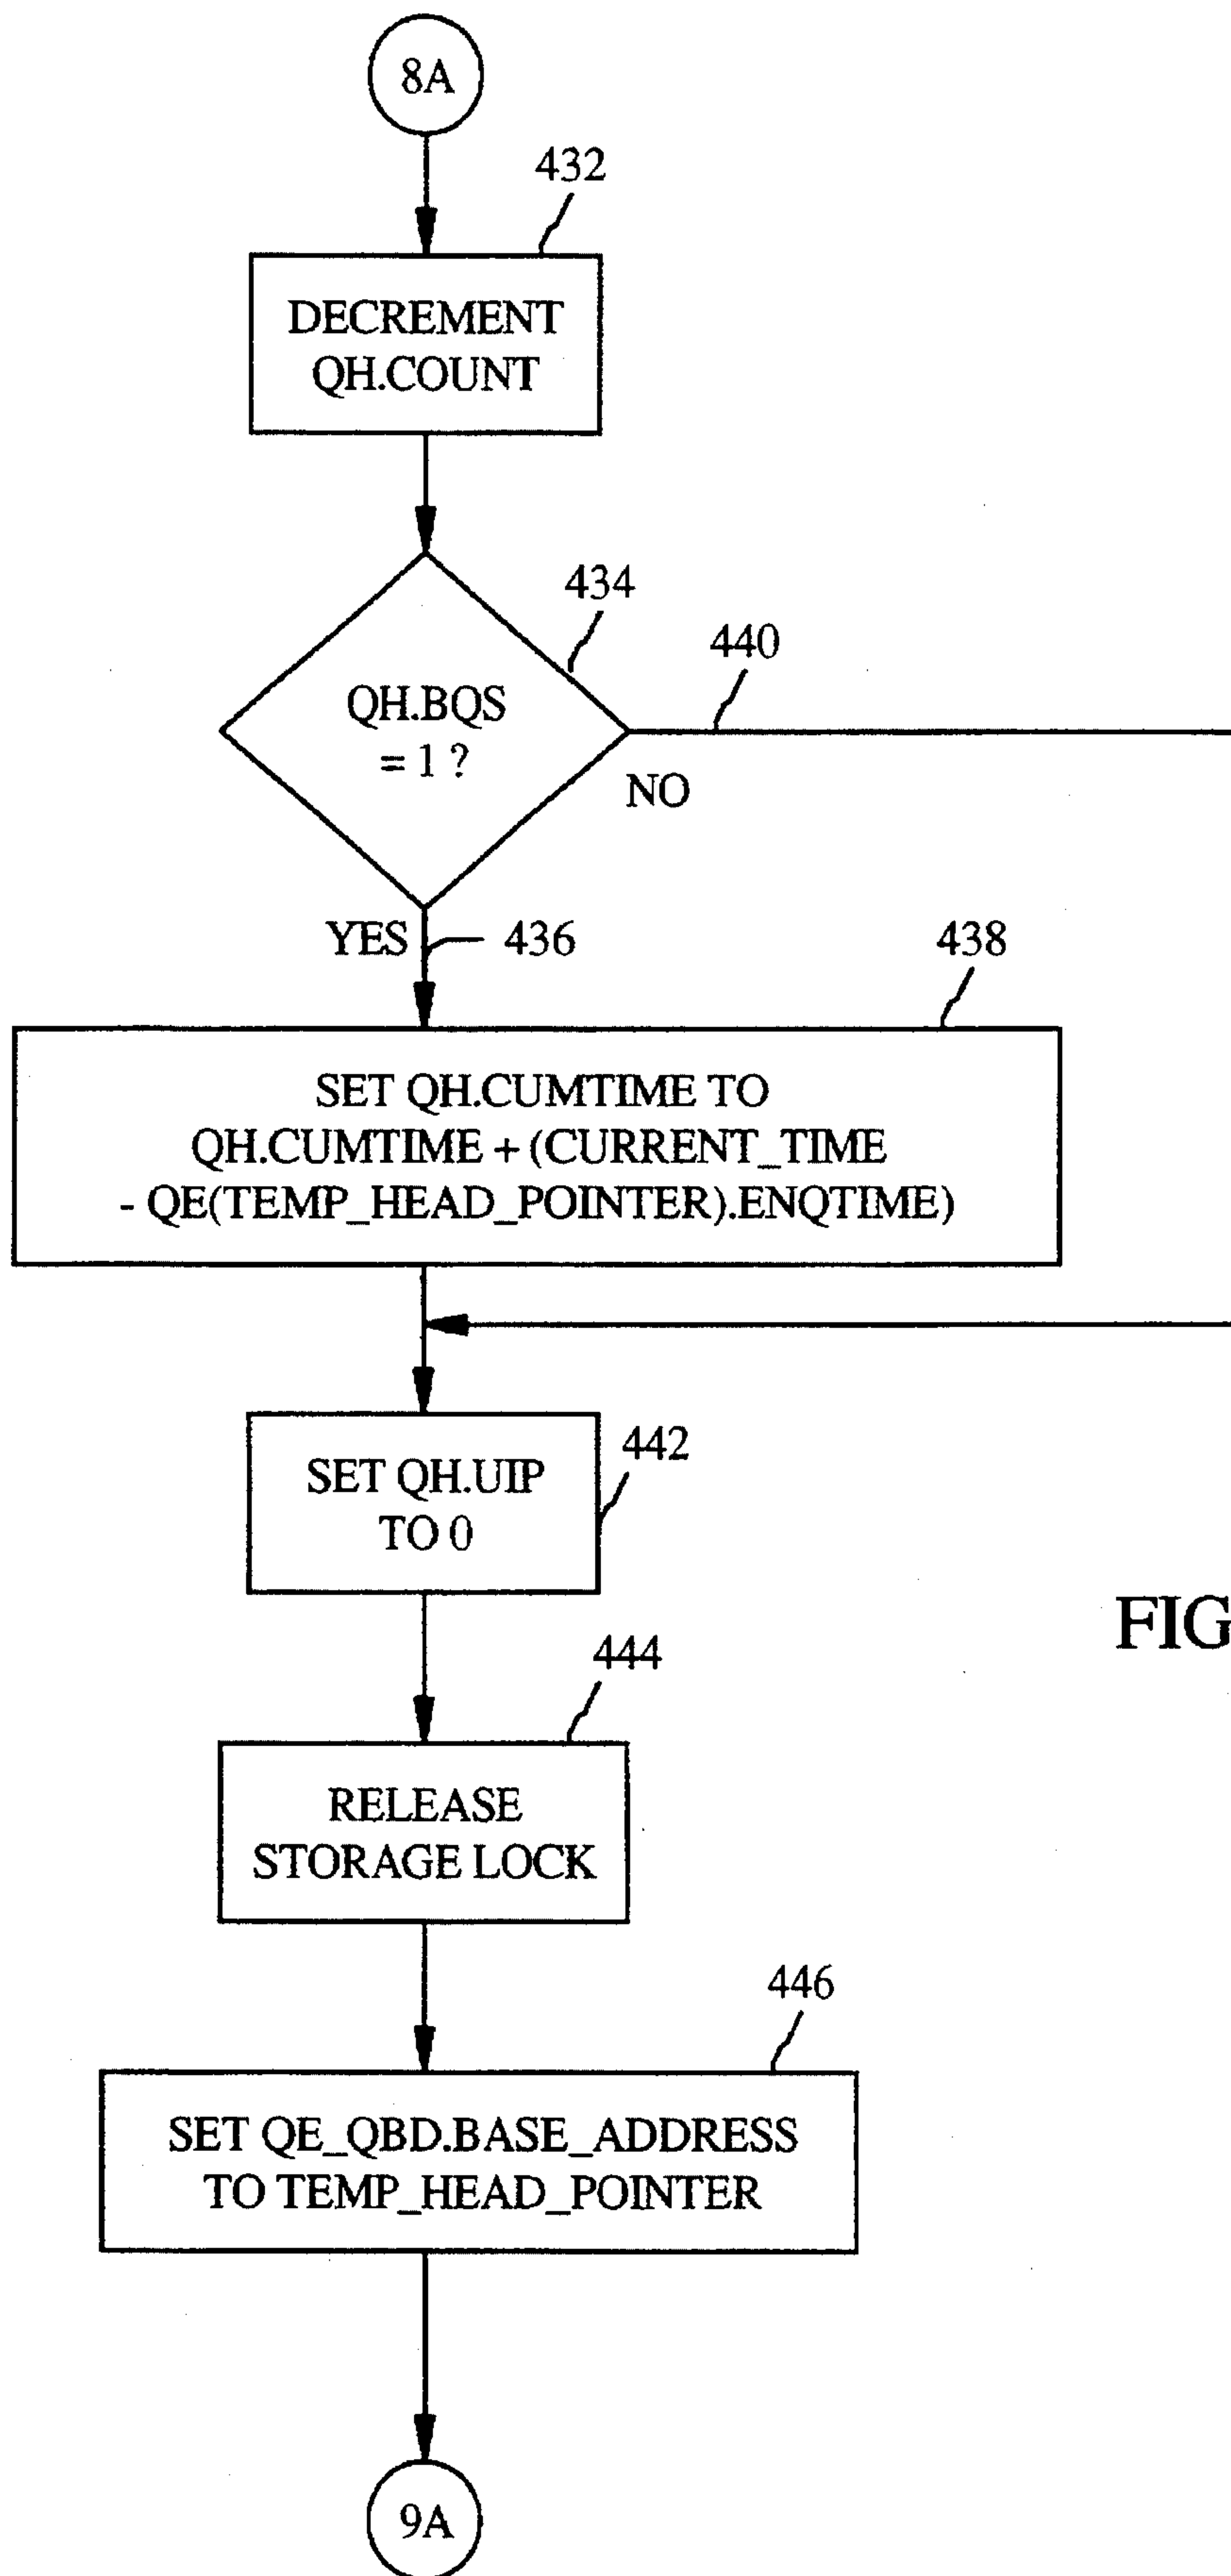 8A
432
DECREMENT
QH.COUNT
434
440
QH.BQS
= 1 ?
NO
YES
436
438
SET QH.CUMTIME TO
QH.CUMTIME + (CURRENT_TIME
- QE(TEMP_HEAD_POINTER).ENQTIME)
442
SET QH.UIP
TO 0
FIG
444
RELEASE
STORAGE LOCK
446
SET QE_QBD.BASE_ADDRESS
TO TEMP_HEAD_POINTER
9A